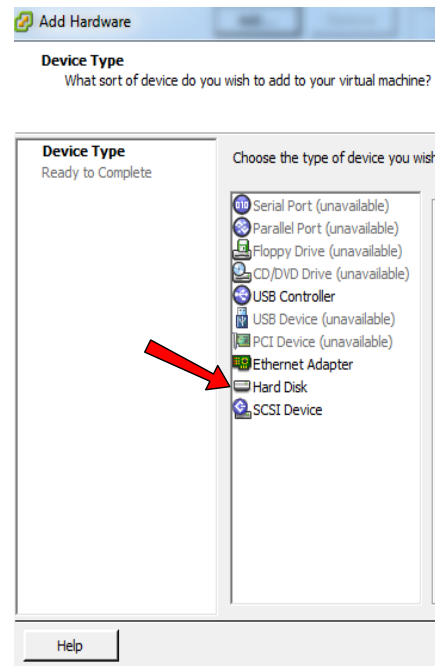 Add Hardware
Device Type
What sort of device do you wish to add to your virtual machine?
Device Type
Ready to Complete
Choose the type of device you wish
Serial Port (unavailable)
Parallel Port (unavailable)
Floppy Drive (unavailable)
CD/DVD Drive (unavailable)
USB Controller
USB Device (unavailable)
PCI Device (unavailable)
Ethernet Adapter
Hard Disk
SCSI Device
Help